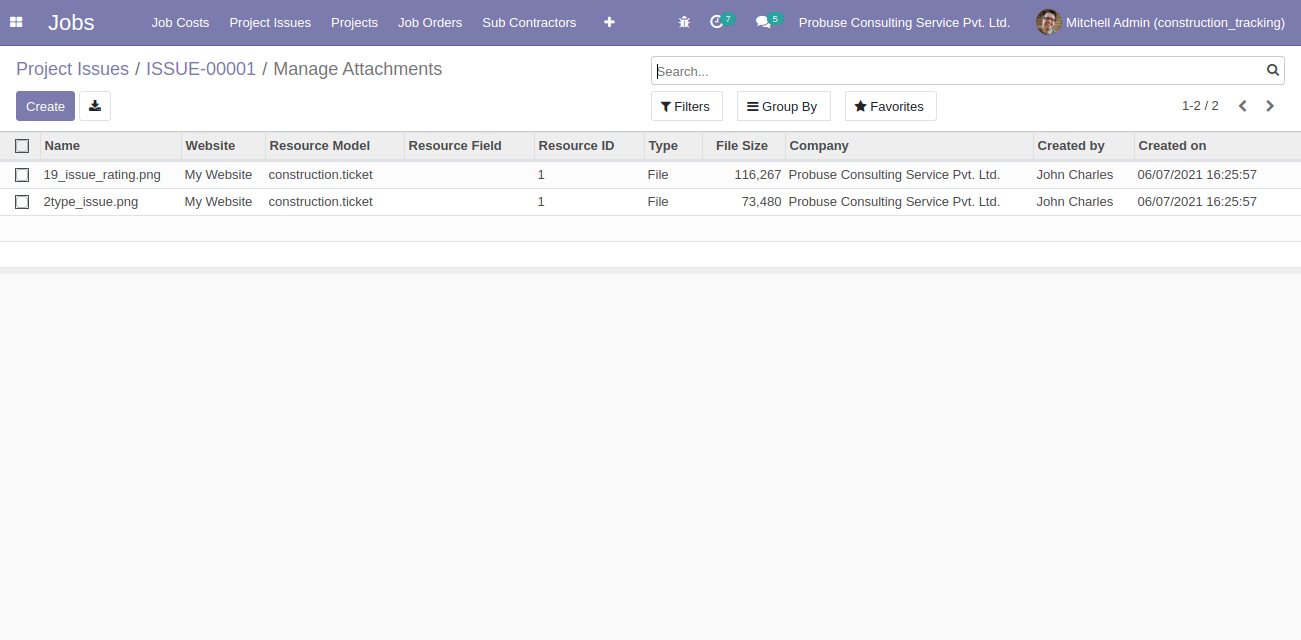 Jobs Job Costs Project Issues Projects Job Orders Sub Contractors 7 5 Probuse Consulting Service Pvt. Ltd. Mitchell Admin (construction_tracking)
Project Issues / ISSUE-00001 / Manage Attachments Search...
Create Filters Group By Favorites 1-2 / 2
Name Website Resource Model Resource Field Resource ID Type File Size Company Created by Created on
19_issue_rating.png My Website construction.ticket 1 File 116,267 Probuse Consulting Service Pvt. Ltd. John Charles 06/07/2021 16:25:57
2type_issue.png My Website construction.ticket 1 File 73,480 Probuse Consulting Service Pvt. Ltd. John Charles 06/07/2021 16:25:57